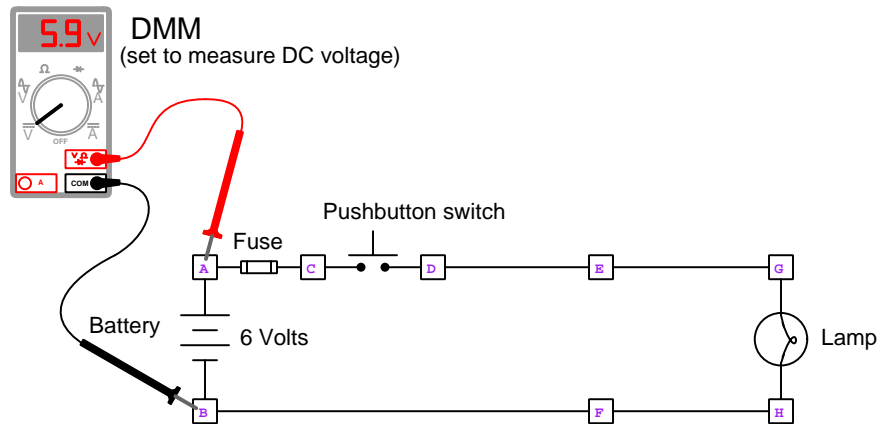 5.9 V
DMM
(set to measure DC voltage)
Ω
V A
V A
OFF
V Ω
A COM
Pushbutton switch
Fuse
A C D E G
Battery
6 Volts
Lamp
B F H